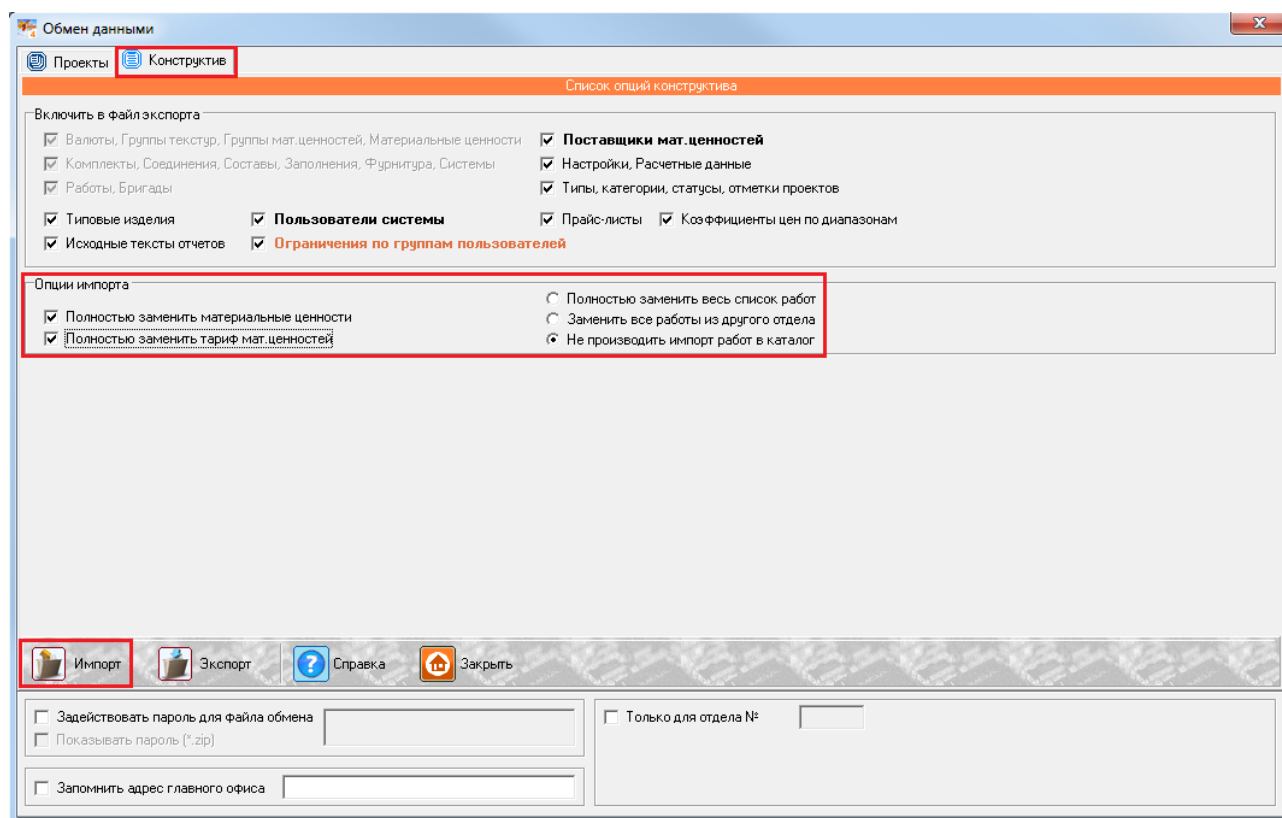 Обмен данными
Проекты Конструктив
Список опций конструктива
Включить в файл экспорта
Валюты, Группы текстур, Группы мат.ценностей, Материальные ценности Поставщики мат.ценностей
Комплекты, Соединения, Составы, Заполнения, Фурнитура, Системы Настройки, Расчетные данные
Работы, Бригады Типы, категории, статусы, отметки проектов
Типовые изделия Пользователи системы Прайс-листы Коэффициенты цен по диапазонам
Исходные тексты отчетов Ограничения по группам пользователей
Опции импорта
Полностью заменить весь список работ
Полностью заменить материальные ценности Заменить все работы из другого отдела
Полностью заменить тариф мат.ценностей Не производить импорт работ в каталог
Импорт Экспорт Справка Закрыть
Задействовать пароль для файла обмена Только для отдела №
Показывать пароль (*.zip)
Запомнить адрес главного офиса